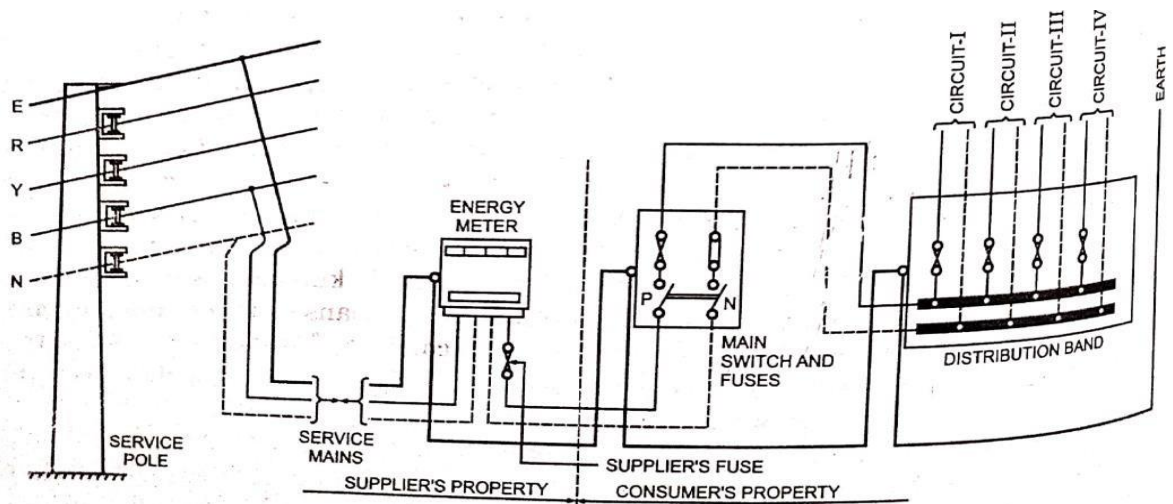 E
R
Y
B
N
SERVICE
POLE
SERVICE
MAINS
ENERGY
METER
SUPPLIER'S FUSE
SUPPLIER'S PROPERTY
CONSUMER'S PROPERTY
P
N
MAIN
SWITCH AND
FUSES
CIRCUIT-I
CIRCUIT-II
CIRCUIT-III
CIRCUIT-IV
EARTH
DISTRIBUTION BAND